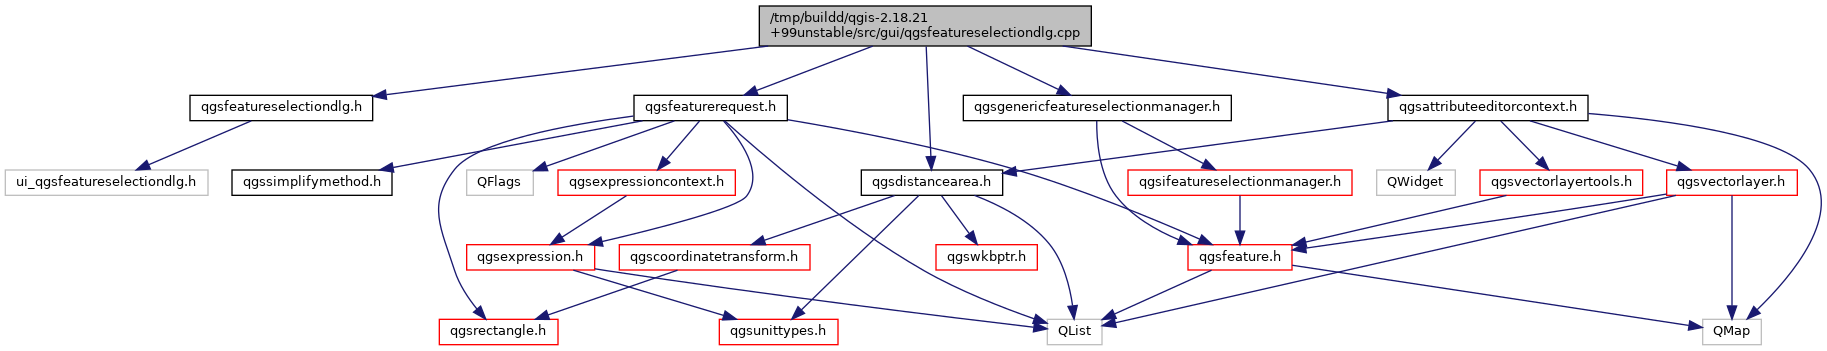 /tmp/buildd/qgis-2.18.21
+99unstable/src/gui/qgsfeatureselectiondlg.cpp
qgsfeatureselectiondlg.h
qgsfeaturerequest.h
qgsgenericfeatureselectionmanager.h
qgsattributeeditorcontext.h
ui_qgsfeatureselectiondlg.h
qgssimplifymethod.h
QFlags
qgsexpressioncontext.h
qgsdistancearea.h
qgsifeatureselectionmanager.h
QWidget
qgsvectorlayertools.h
qgsvectorlayer.h
qgsexpression.h
qgscoordinatetransform.h
qgswkbptr.h
qgsfeature.h
qgsrectangle.h
qgsunittypes.h
QList
QMap